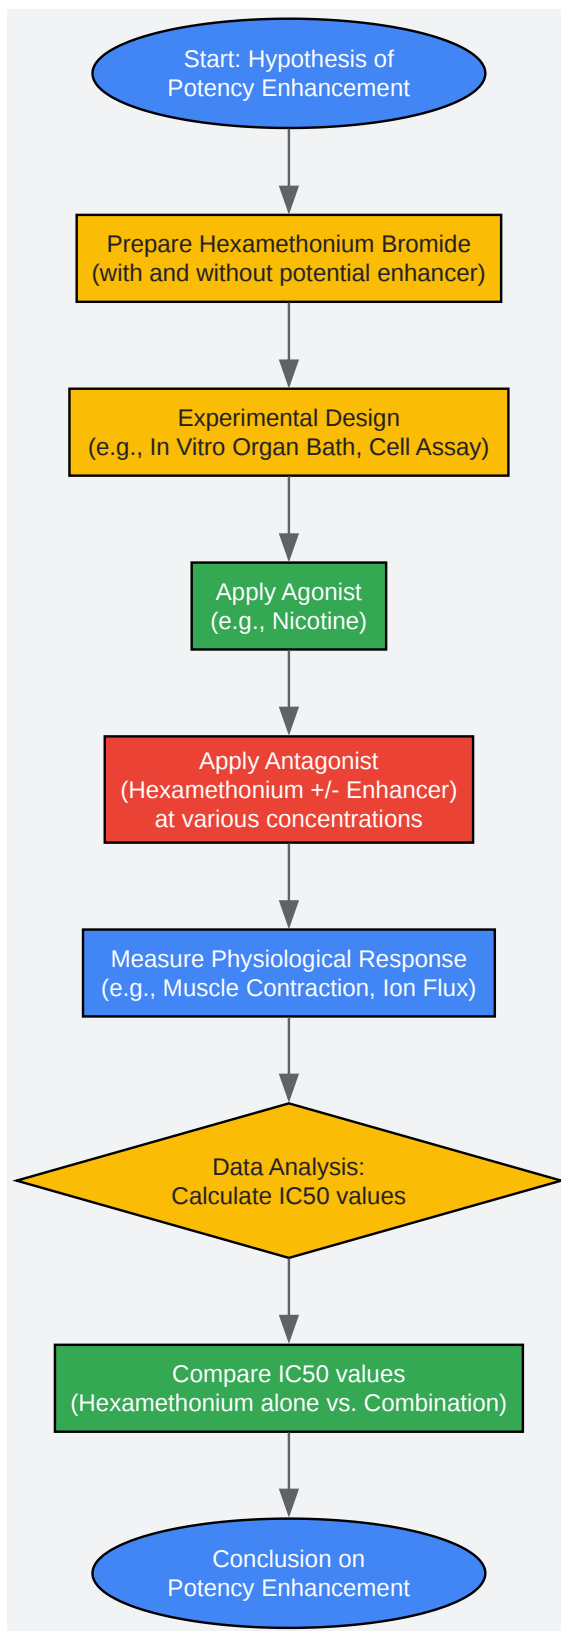 Start: Hypothesis of
Potency Enhancement
Prepare Hexamethonium Bromide
(with and without potential enhancer)
Experimental Design
(e.g., In Vitro Organ Bath, Cell Assay)
Apply Agonist
(e.g., Nicotine)
Apply Antagonist
(Hexamethonium +/- Enhancer)
at various concentrations
Measure Physiological Response
(e.g., Muscle Contraction, Ion Flux)
Data Analysis:
Calculate IC50 values
Compare IC50 values
(Hexamethonium alone vs. Combination)
Conclusion on
Potency Enhancement